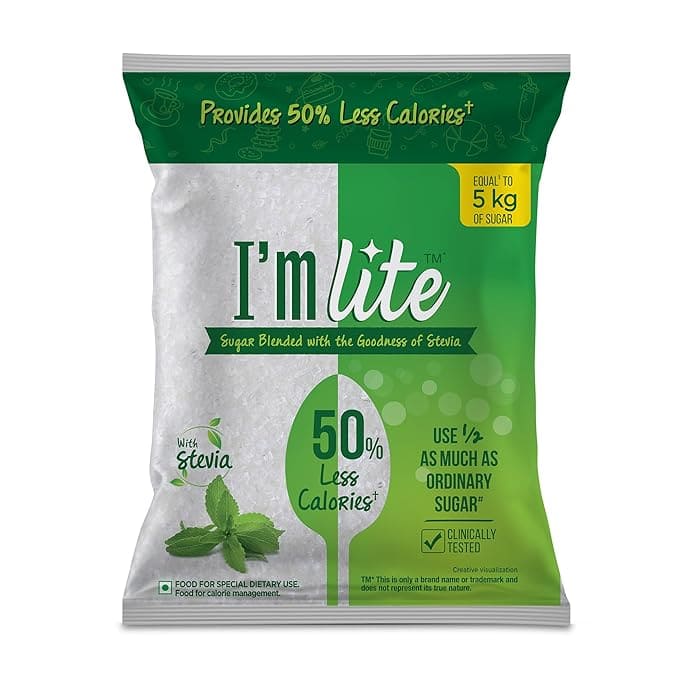 Provides 50% Less Calories†
EQUAL‡ TO
5 kg
OF SUGAR
I'm lite™*
Sugar Blended with the Goodness of Stevia
With
Stevia
50%
Less
Calories†
USE 1/2
AS MUCH AS
ORDINARY
SUGAR#
CLINICALLY
TESTED
Creative visualization
FOOD FOR SPECIAL DIETARY USE.
Food for calorie management.
TM* This is only a brand name or trademark and
does not represent its true nature.